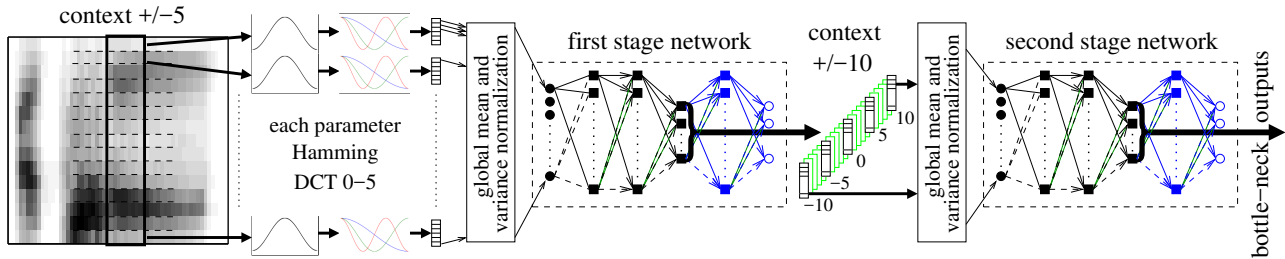 context +/−5
each parameter
Hamming
DCT 0−5
global mean and
variance normalization
first stage network
context
+/−10
10
5
0
−5
−10
global mean and
variance normalization
second stage network
bottle−neck outputs